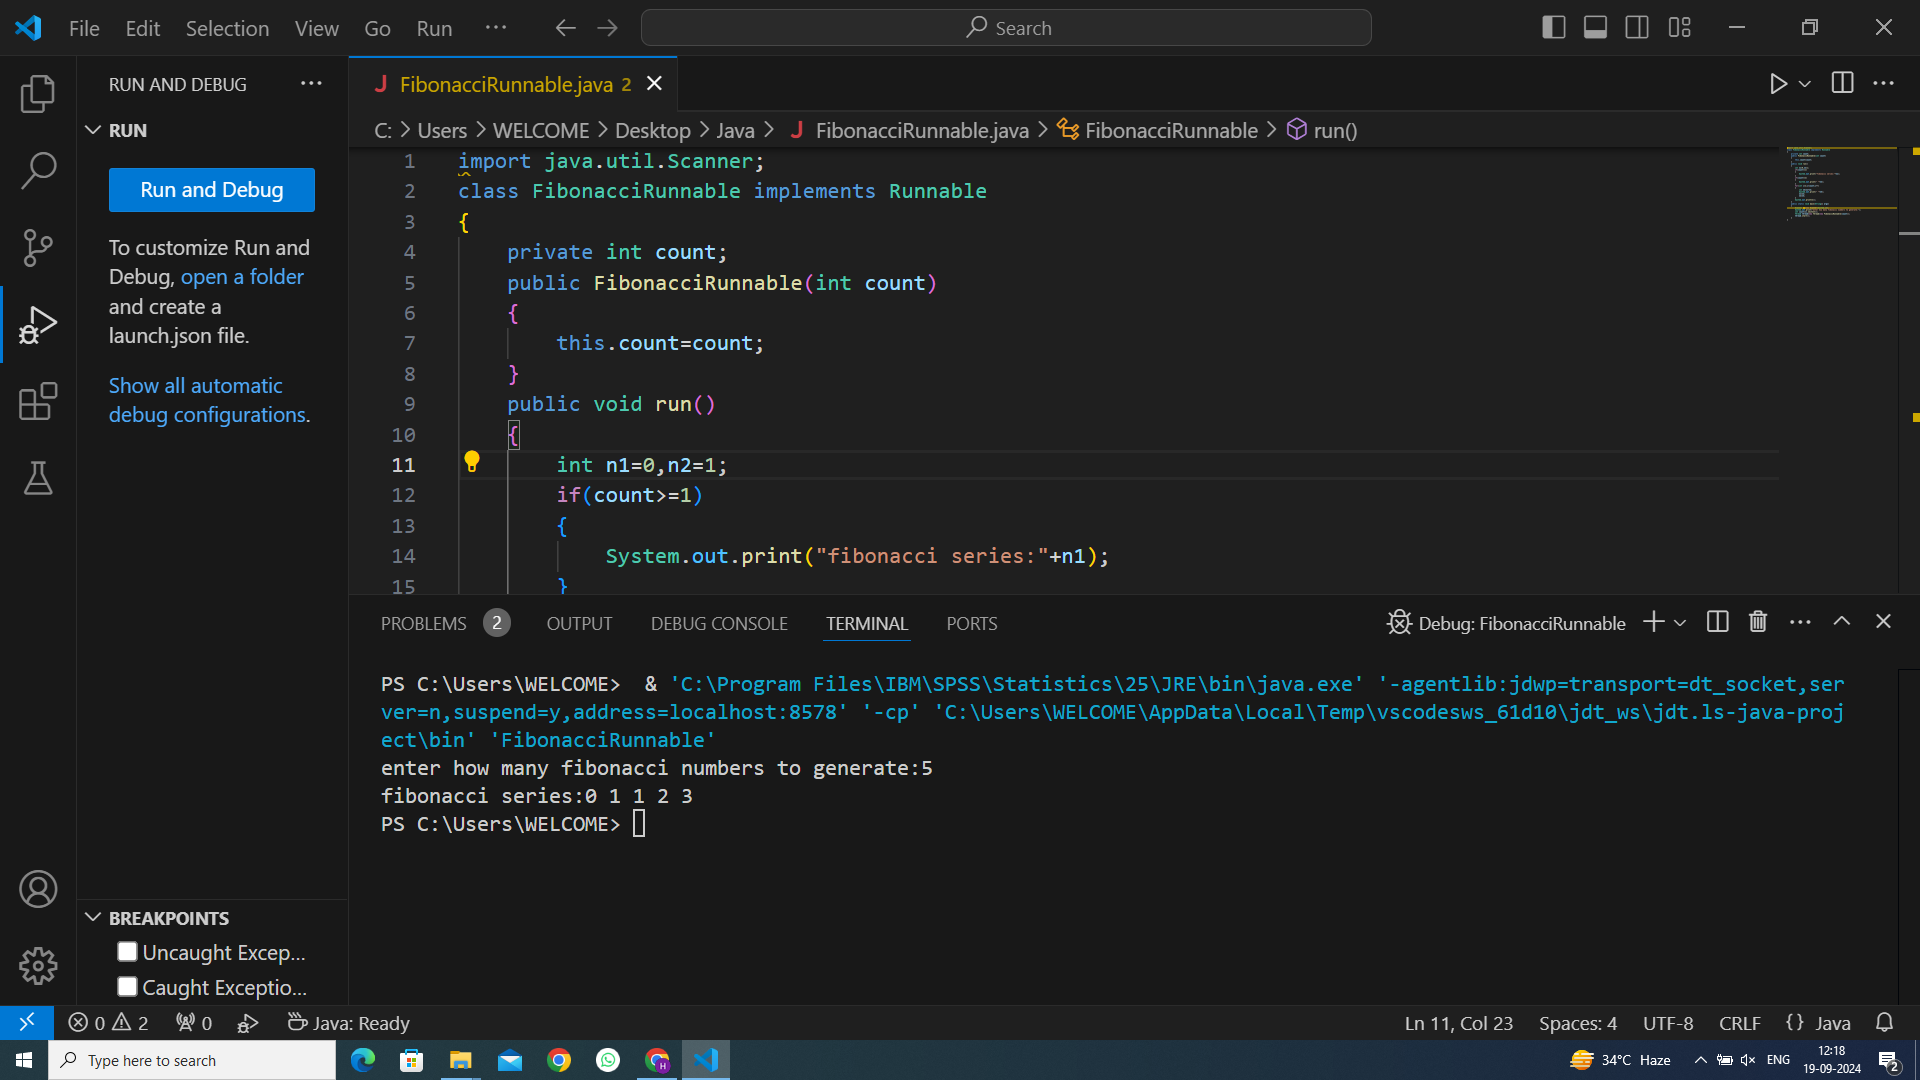 File Edit Selection View Go Run ··· Search
RUN AND DEBUG ···
RUN
Run and Debug
To customize Run and
Debug, open a folder
and create a
launch.json file.
Show all automatic
debug configurations.
BREAKPOINTS
Uncaught Excep...
Caught Exceptio...
J FibonacciRunnable.java 2
C: > Users > WELCOME > Desktop > Java > J FibonacciRunnable.java > FibonacciRunnable > run()
1 import java.util.Scanner;
2 class FibonacciRunnable implements Runnable
3 {
4 private int count;
5 public FibonacciRunnable(int count)
6 {
7 this.count=count;
8 }
9 public void run()
10 {
11 int n1=0,n2=1;
12 if(count>=1)
13 {
14 System.out.print("fibonacci series:"+n1);
15 }
PROBLEMS 2 OUTPUT DEBUG CONSOLE TERMINAL PORTS Debug: FibonacciRunnable
PS C:\Users\WELCOME>  & 'C:\Program Files\IBM\SPSS\Statistics\25\JRE\bin\java.exe' '-agentlib:jdwp=transport=dt_socket,ser
ver=n,suspend=y,address=localhost:8578' '-cp' 'C:\Users\WELCOME\AppData\Local\Temp\vscodesws_61d10\jdt_ws\jdt.ls-java-proj
ect\bin' 'FibonacciRunnable'
enter how many fibonacci numbers to generate:5
fibonacci series:0 1 1 2 3
PS C:\Users\WELCOME>
0 2 0 Java: Ready Ln 11, Col 23 Spaces: 4 UTF-8 CRLF {} Java
Type here to search H 34°C Haze ENG 12:18
19-09-2024 2